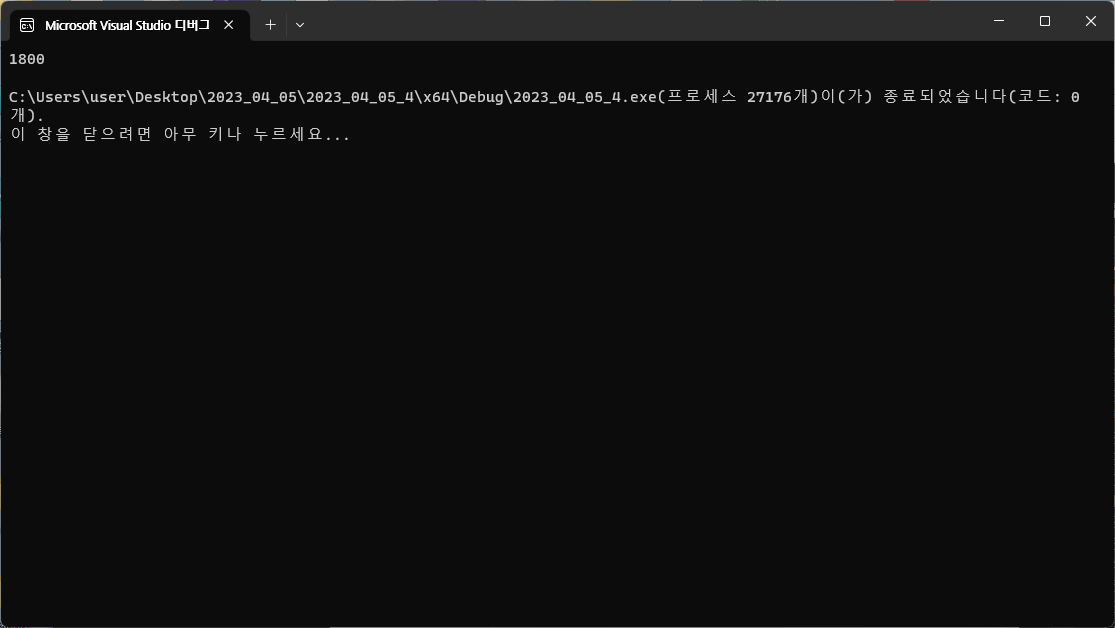 Microsoft Visual Studio 디버그
1800
C:\Users\user\Desktop\2023_04_05\2023_04_05_4\x64\Debug\2023_04_05_4.exe(프로세스 27176개)이(가) 종료되었습니다(코드: 0
개).
이 창을 닫으려면 아무 키나 누르세요...